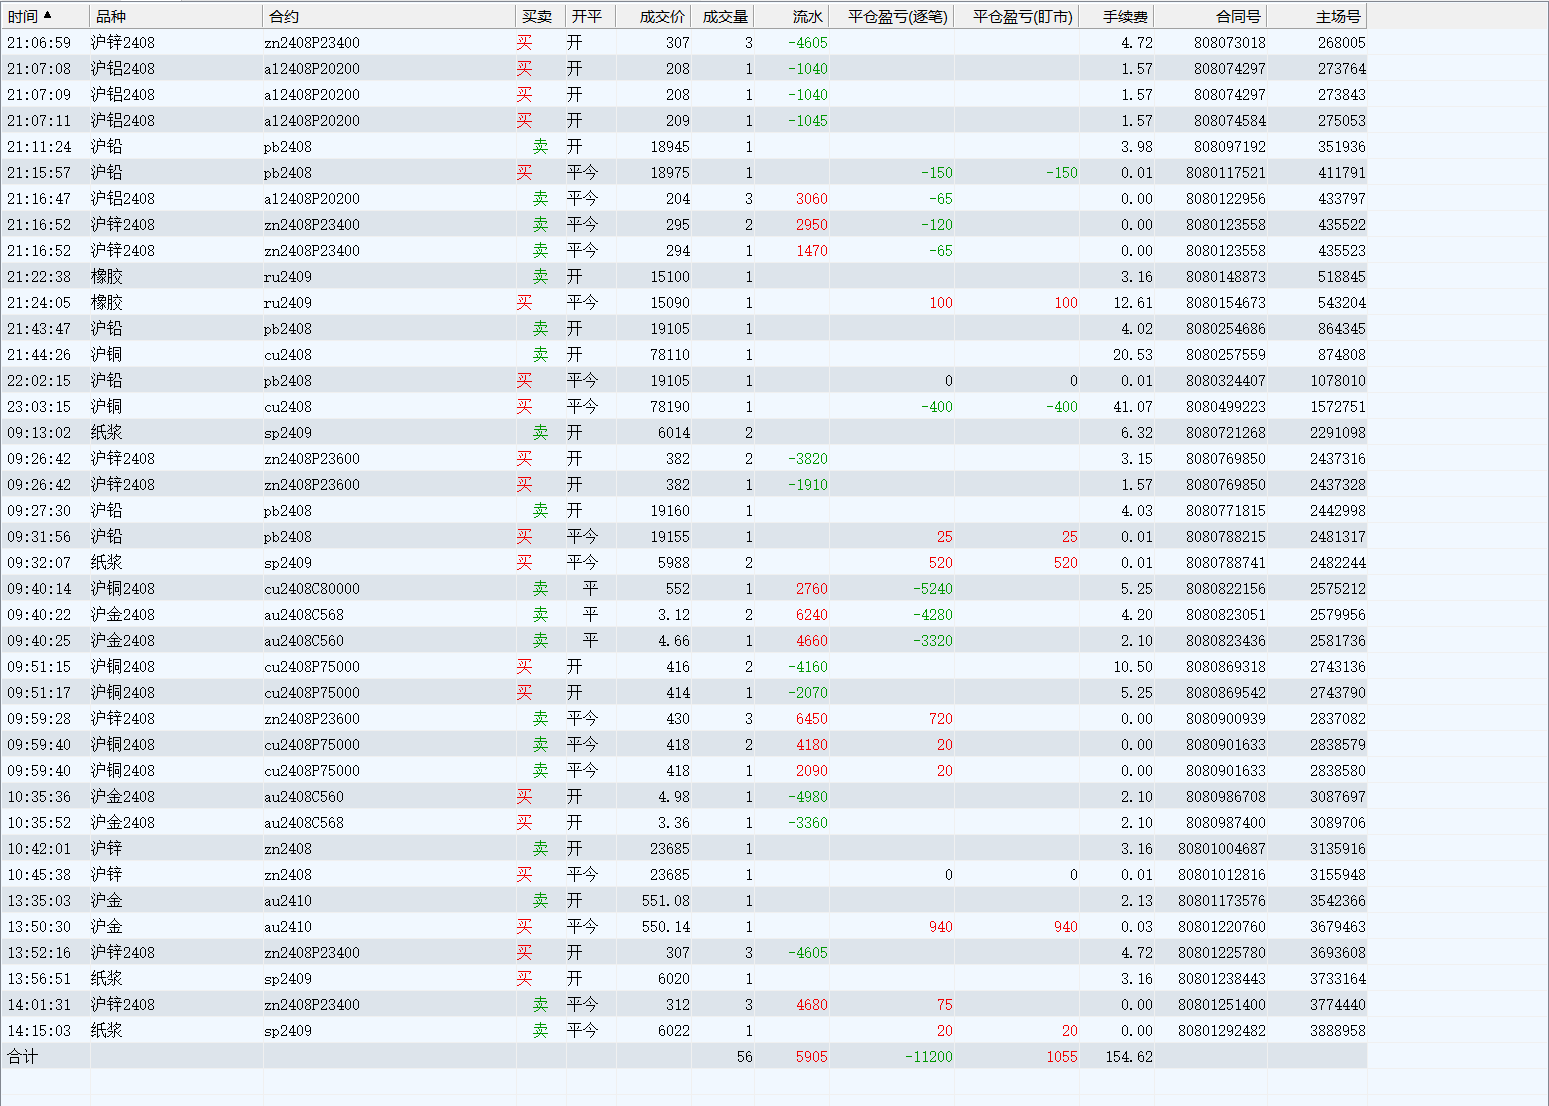 时间▲ 品种 合约 买卖 开平 成交价 成交量 流水 平仓盈亏(逐笔) 平仓盈亏(盯市) 手续费 合同号 主场号
21:06:59 沪锌2408 zn2408P23400 买 开 307 3 -4605 4.72 808073018 268005
21:07:08 沪铝2408 al2408P20200 买 开 208 1 -1040 1.57 808074297 273764
21:07:09 沪铝2408 al2408P20200 买 开 208 1 -1040 1.57 808074297 273843
21:07:11 沪铝2408 al2408P20200 买 开 209 1 -1045 1.57 808074584 275053
21:11:24 沪铅 pb2408 卖 开 18945 1 3.98 808097192 351936
21:15:57 沪铅 pb2408 买 平今 18975 1 -150 -150 0.01 8080117521 411791
21:16:47 沪铝2408 al2408P20200 卖 平今 204 3 3060 -65 0.00 8080122956 433797
21:16:52 沪锌2408 zn2408P23400 卖 平今 295 2 2950 -120 0.00 8080123558 435522
21:16:52 沪锌2408 zn2408P23400 卖 平今 294 1 1470 -65 0.00 8080123558 435523
21:22:38 橡胶 ru2409 卖 开 15100 1 3.16 8080148873 518845
21:24:05 橡胶 ru2409 买 平今 15090 1 100 100 12.61 8080154673 543204
21:43:47 沪铅 pb2408 卖 开 19105 1 4.02 8080254686 864345
21:44:26 沪铜 cu2408 卖 开 78110 1 20.53 8080257559 874808
22:02:15 沪铅 pb2408 买 平今 19105 1 0 0 0.01 8080324407 1078010
23:03:15 沪铜 cu2408 买 平今 78190 1 -400 -400 41.07 8080499223 1572751
09:13:02 纸浆 sp2409 卖 开 6014 2 6.32 8080721268 2291098
09:26:42 沪锌2408 zn2408P23600 买 开 382 2 -3820 3.15 8080769850 2437316
09:26:42 沪锌2408 zn2408P23600 买 开 382 1 -1910 1.57 8080769850 2437328
09:27:30 沪铅 pb2408 卖 开 19160 1 4.03 8080771815 2442998
09:31:56 沪铅 pb2408 买 平今 19155 1 25 25 0.01 8080788215 2481317
09:32:07 纸浆 sp2409 买 平今 5988 2 520 520 0.01 8080788741 2482244
09:40:14 沪铜2408 cu2408C80000 卖 平 552 1 2760 -5240 5.25 8080822156 2575212
09:40:22 沪金2408 au2408C568 卖 平 3.12 2 6240 -4280 4.20 8080823051 2579956
09:40:25 沪金2408 au2408C560 卖 平 4.66 1 4660 -3320 2.10 8080823436 2581736
09:51:15 沪铜2408 cu2408P75000 买 开 416 2 -4160 10.50 8080869318 2743136
09:51:17 沪铜2408 cu2408P75000 买 开 414 1 -2070 5.25 8080869542 2743790
09:59:28 沪锌2408 zn2408P23600 卖 平今 430 3 6450 720 0.00 8080900939 2837082
09:59:40 沪铜2408 cu2408P75000 卖 平今 418 2 4180 20 0.00 8080901633 2838579
09:59:40 沪铜2408 cu2408P75000 卖 平今 418 1 2090 20 0.00 8080901633 2838580
10:35:36 沪金2408 au2408C560 买 开 4.98 1 -4980 2.10 8080986708 3087697
10:35:52 沪金2408 au2408C568 买 开 3.36 1 -3360 2.10 8080987400 3089706
10:42:01 沪锌 zn2408 卖 开 23685 1 3.16 80801004687 3135916
10:45:38 沪锌 zn2408 买 平今 23685 1 0 0 0.01 80801012816 3155948
13:35:03 沪金 au2410 卖 开 551.08 1 2.13 80801173576 3542366
13:50:30 沪金 au2410 买 平今 550.14 1 940 940 0.03 80801220760 3679463
13:52:16 沪锌2408 zn2408P23400 买 开 307 3 -4605 4.72 80801225780 3693608
13:56:51 纸浆 sp2409 买 开 6020 1 3.16 80801238443 3733164
14:01:31 沪锌2408 zn2408P23400 卖 平今 312 3 4680 75 0.00 80801251400 3774440
14:15:03 纸浆 sp2409 卖 平今 6022 1 20 20 0.00 80801292482 3888958
合计 56 5905 -11200 1055 154.62